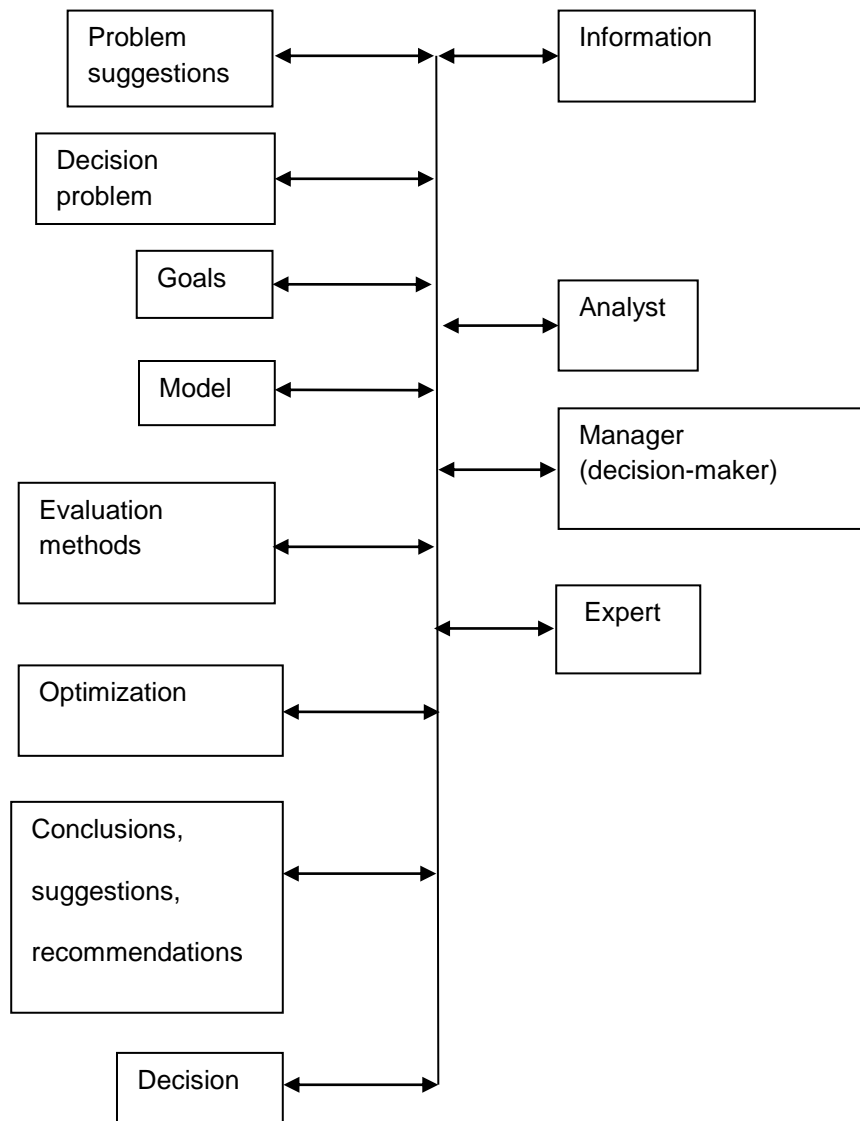 Problem
suggestions
Information
Decision
problem
Goals
Analyst
Model
Manager
(decision-maker)
Evaluation
methods
Expert
Optimization
Conclusions,
suggestions,
recommendations
Decision